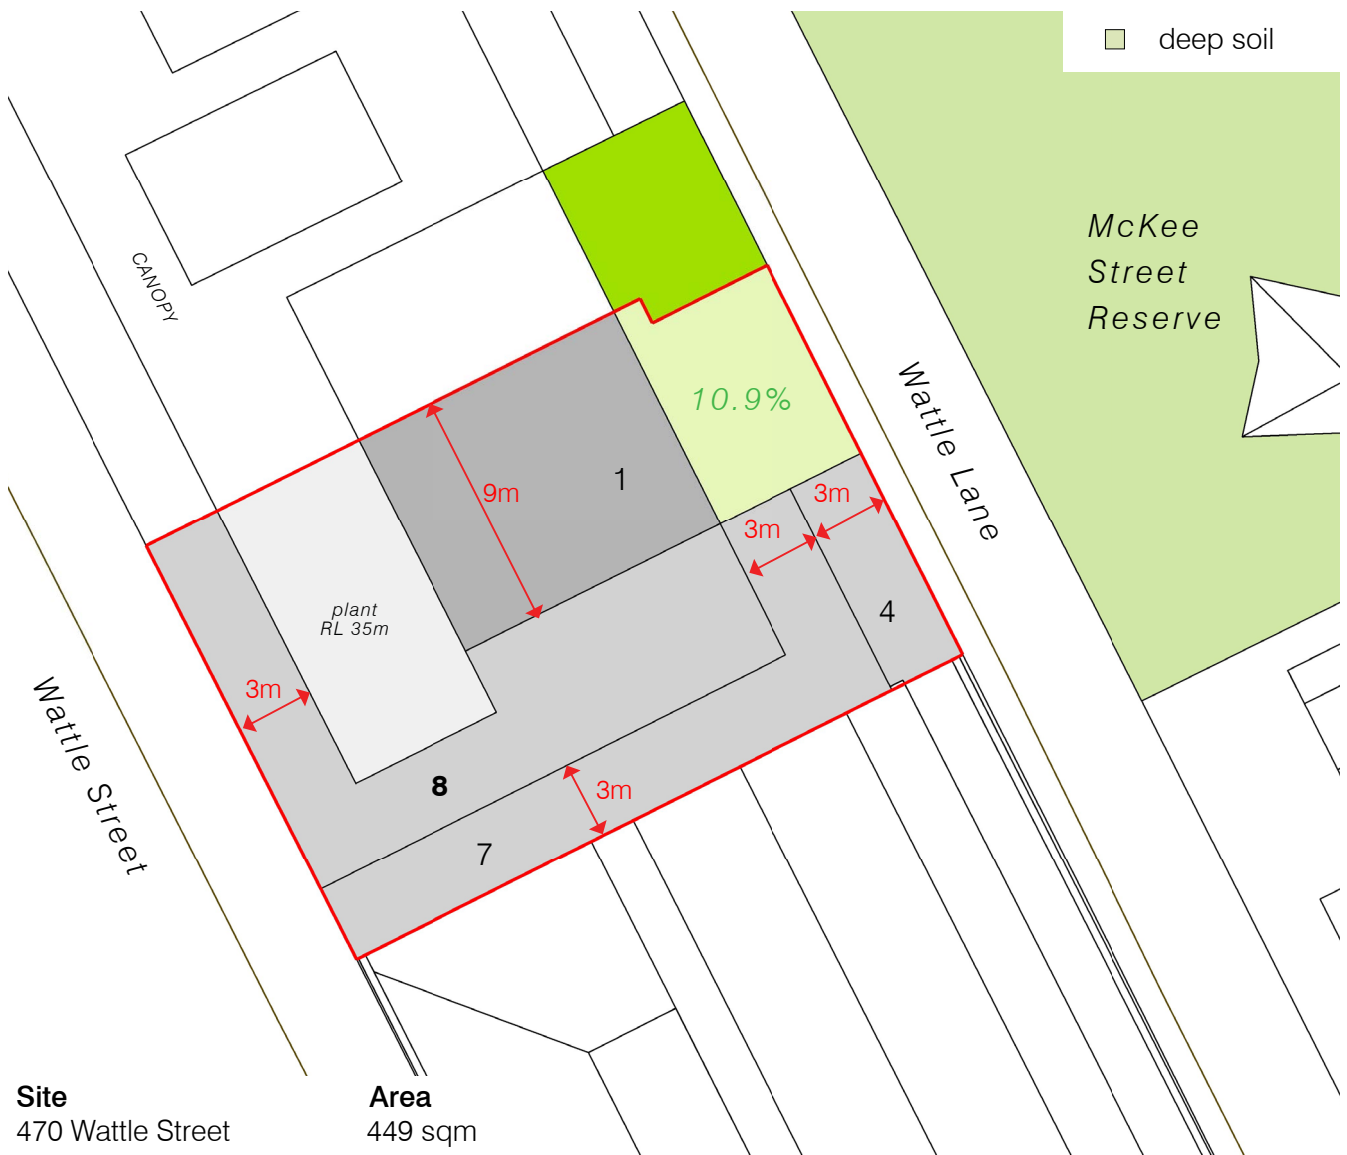 deep soil
McKee
Street
Reserve
CANOPY
Wattle Lane
10.9%
9m
1
3m
3m
plant
RL 35m
4
3m
Wattle Street
8
3m
7
Site
470 Wattle Street
Area
449 sqm